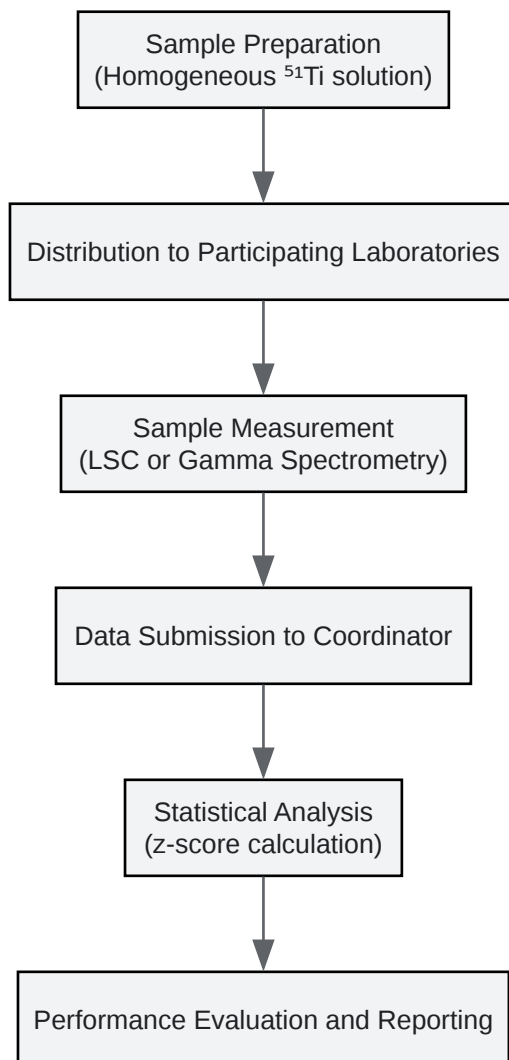 Sample Preparation
(Homogeneous ⁵¹Ti solution)
Distribution to Participating Laboratories
Sample Measurement
(LSC or Gamma Spectrometry)
Data Submission to Coordinator
Statistical Analysis
(z-score calculation)
Performance Evaluation and Reporting